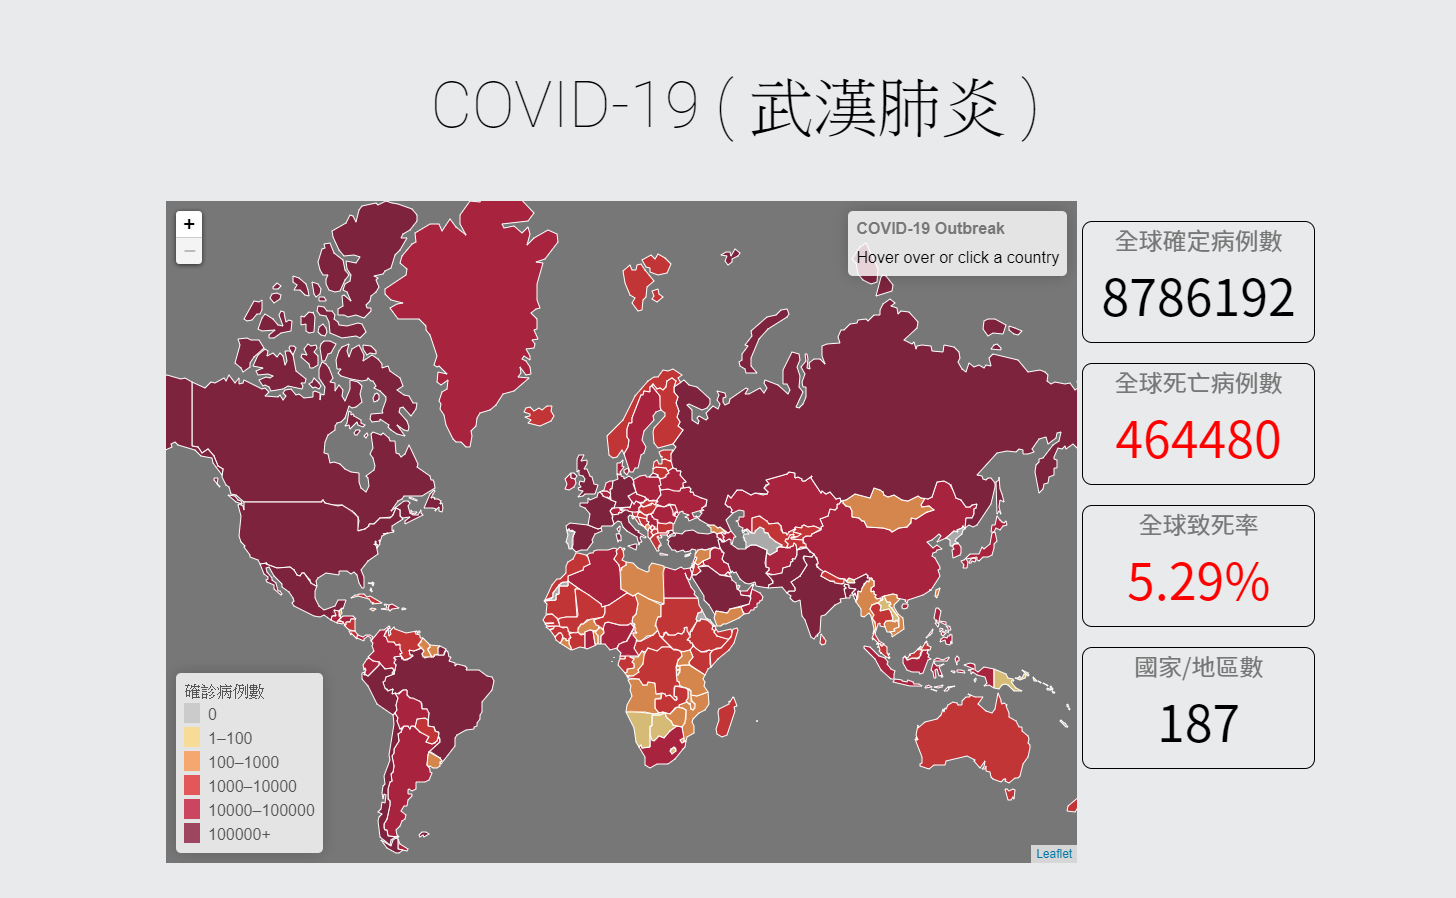 COVID-19 ( 武漢肺炎 )
+
−
COVID-19 Outbreak
Hover over or click a country
全球確定病例數
8786192
全球死亡病例數
464480
全球致死率
5.29%
國家/地區數
187
確診病例數
0
1–100
100–1000
1000–10000
10000–100000
100000+
Leaflet